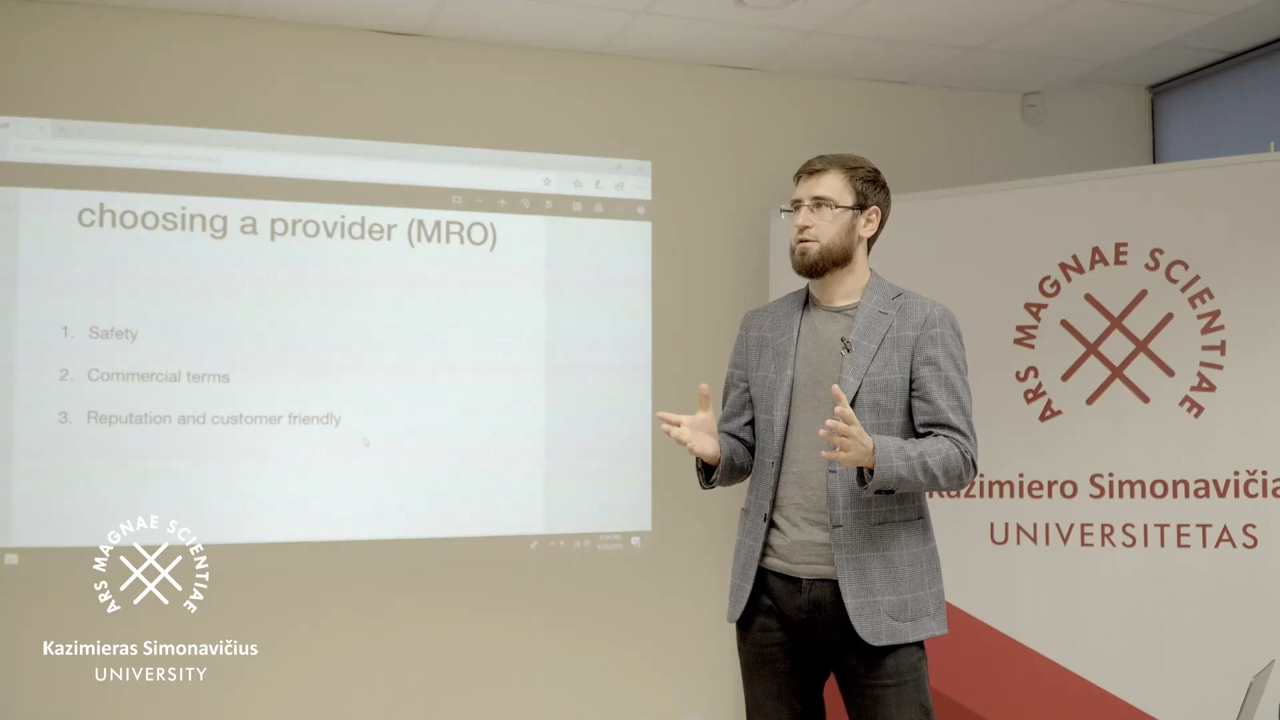 choosing a provider (MRO)
1. Safety
2. Commercial terms
3. Reputation and customer friendly
ARS MAGNAE SCIENTIAE
Kazimiero Simonavičia
UNIVERSITETAS
ARS MAGNAE SCIENTIAE
Kazimieras Simonavičius
UNIVERSITY